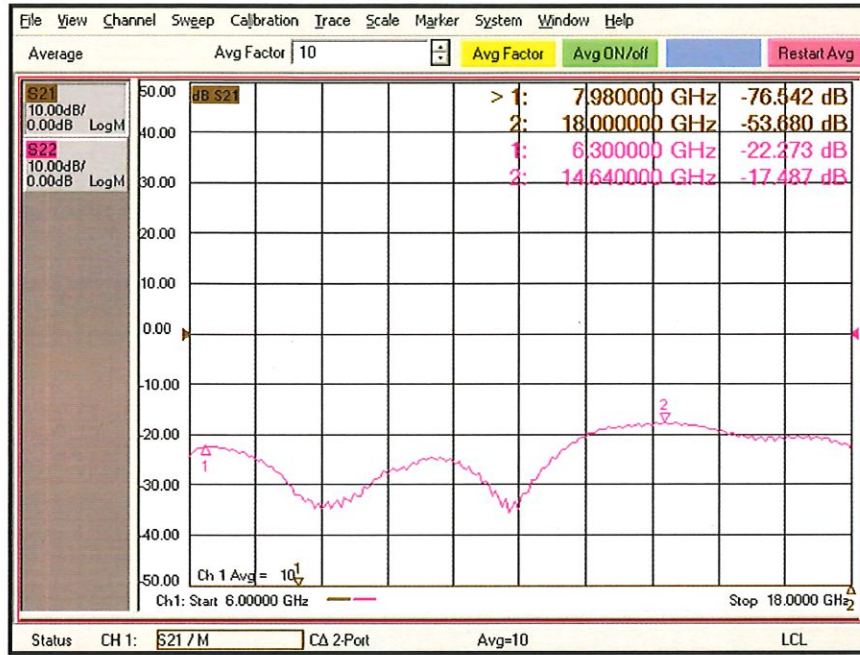 File View Channel Sweep Calibration Trace Scale Marker System Window Help
Average Avg Factor 10 Avg Factor Avg ON/off Restart Avg
S21
10.00dB/
0.00dB LogM
S22
10.00dB/
0.00dB LogM
dB S21
> 1: 7.980000 GHz -76.542 dB
2: 18.000000 GHz -53.680 dB
1: 6.300000 GHz -22.273 dB
2: 14.640000 GHz -17.487 dB
50.00
40.00
30.00
20.00
10.00
0.00
-10.00
-20.00
-30.00
-40.00
-50.00
1
2
1
2
Ch 1 Avg = 10
Ch1: Start 6.00000 GHz Stop 18.0000 GHz
Status CH 1: S21 / M CΔ 2-Port Avg=10 LCL